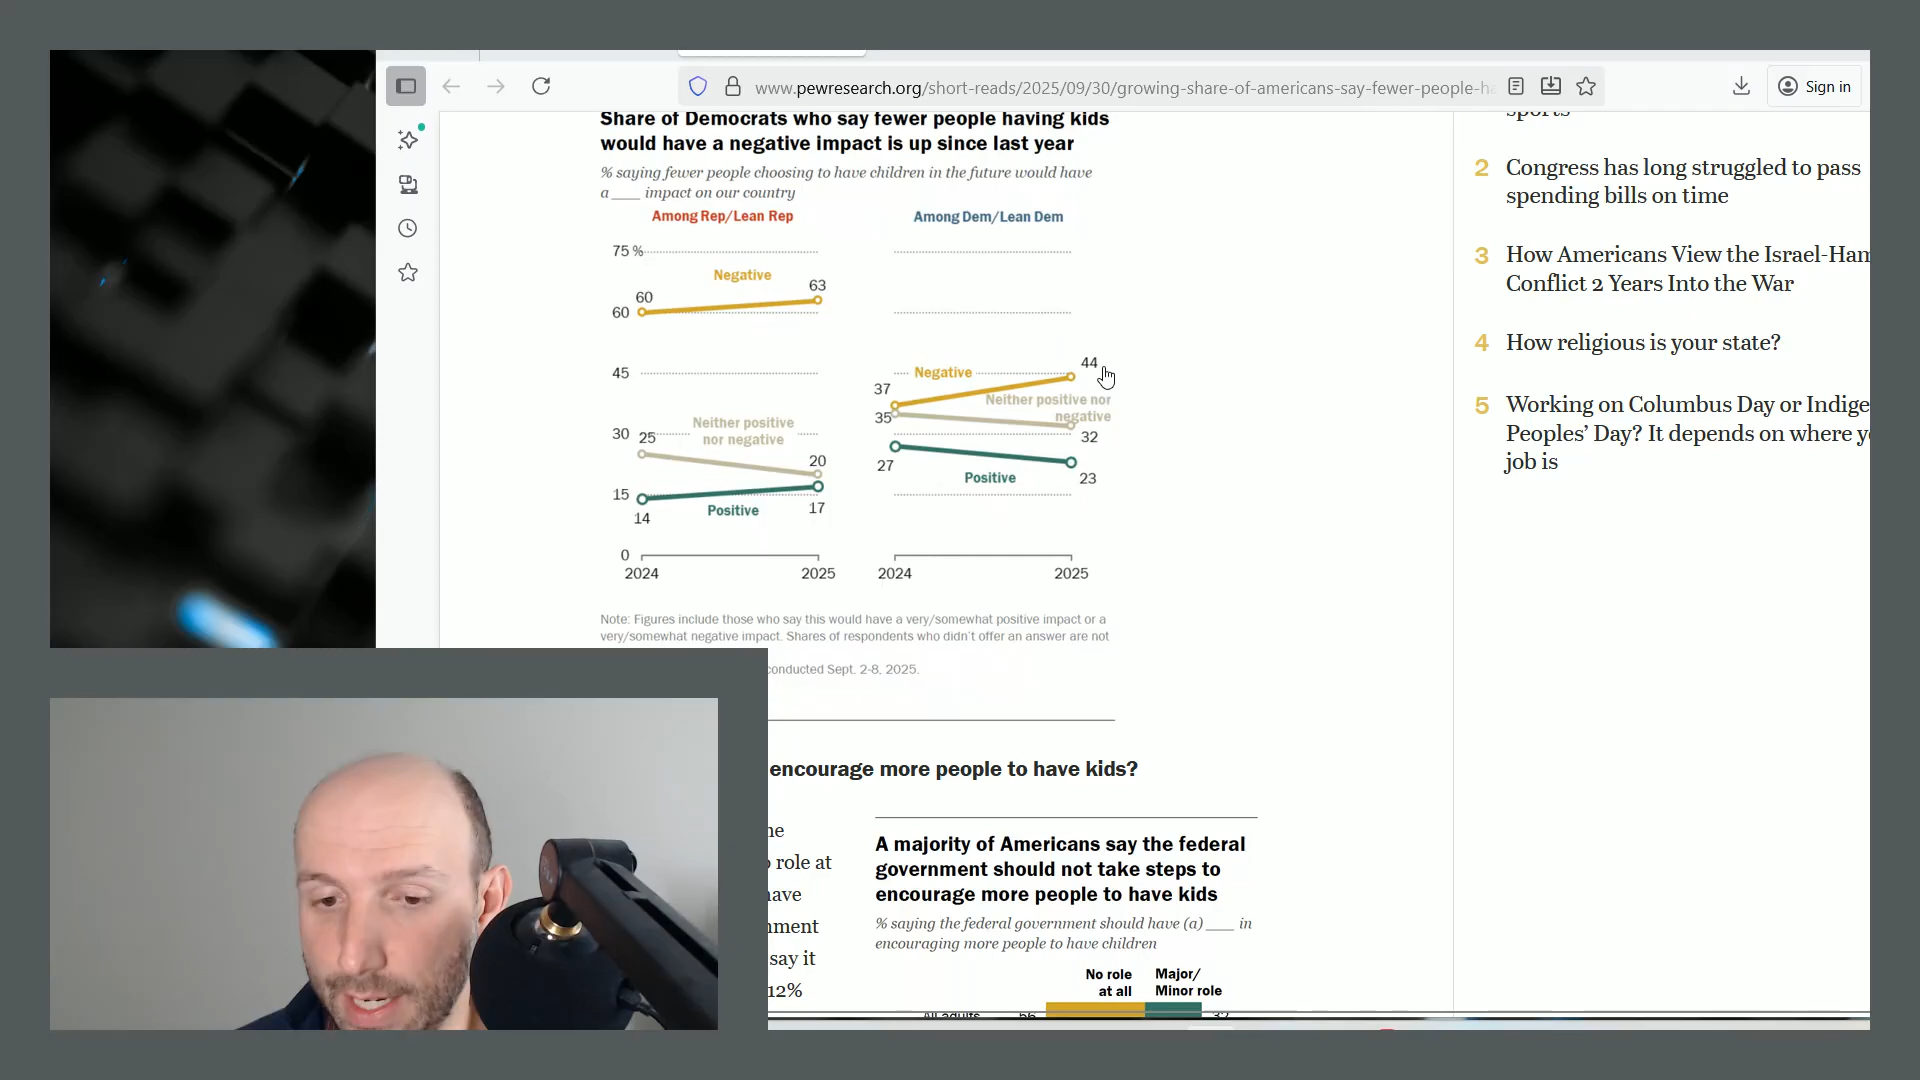 www.pewresearch.org/short-reads/2025/09/30/growing-share-of-americans-say-fewer-people-ha
Sign in
Share of Democrats who say fewer people having kids
would have a negative impact is up since last year
% saying fewer people choosing to have children in the future would have
a ____ impact on our country
Among Rep/Lean Rep
75 %
Negative
60
63
60
45
Neither positive
nor negative
30
25
20
15
14
Positive
17
0
2024
2025
Among Dem/Lean Dem
Negative
44
37
Neither positive nor
negative
35
32
27
Positive
23
2024
2025
Note: Figures include those who say this would have a very/somewhat positive impact or a
very/somewhat negative impact. Shares of respondents who didn't offer an answer are not
conducted Sept. 2-8, 2025.
encourage more people to have kids?
role at
say it
12%
A majority of Americans say the federal
government should not take steps to
encourage more people to have kids
% saying the federal government should have (a) ____ in
encouraging more people to have children
No role
at all
Major/
Minor role
sports
2 Congress has long struggled to pass
spending bills on time
3 How Americans View the Israel-Ham
Conflict 2 Years Into the War
4 How religious is your state?
5 Working on Columbus Day or Indige
Peoples' Day? It depends on where y
job is